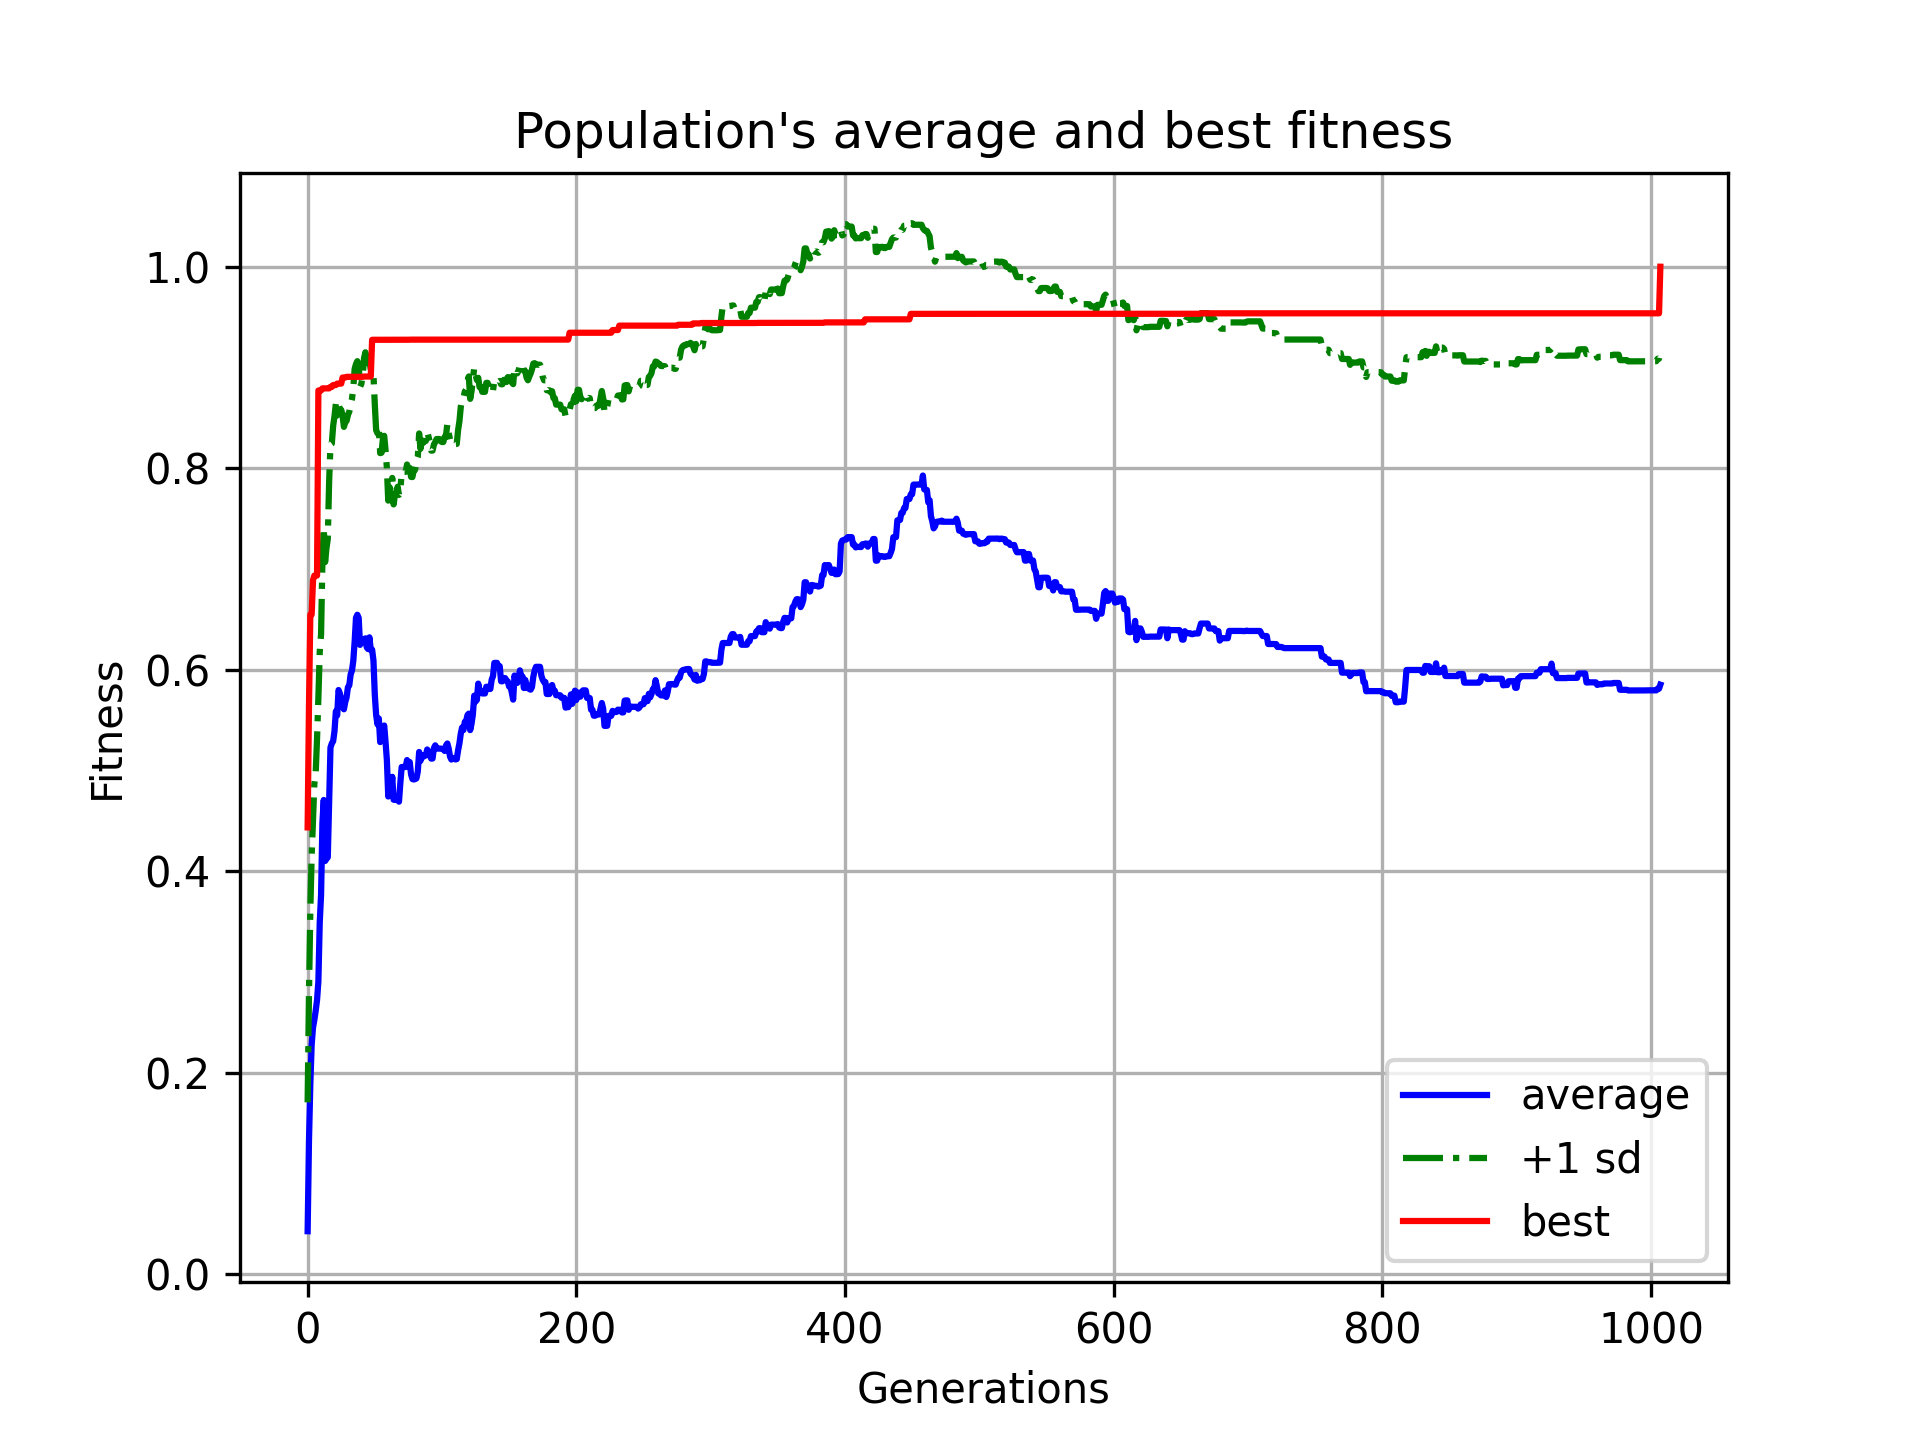 Population's average and best fitness
Fitness
1.0
0.8
0.6
0.4
0.2
0.0
0 200 400 600 800 1000
Generations
average
+1 sd
best